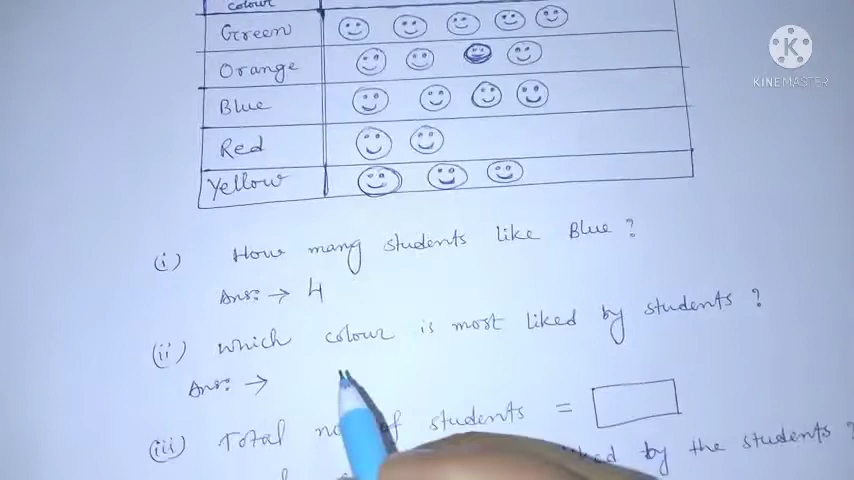 colour
Green
Orange
Blue
Red
Yellow
(i) How many students like Blue?
Ans: → 4
(ii) Which colour is most liked by students?
Ans: →
(iii) Total of students =
by the students?
K
KINEMASTER